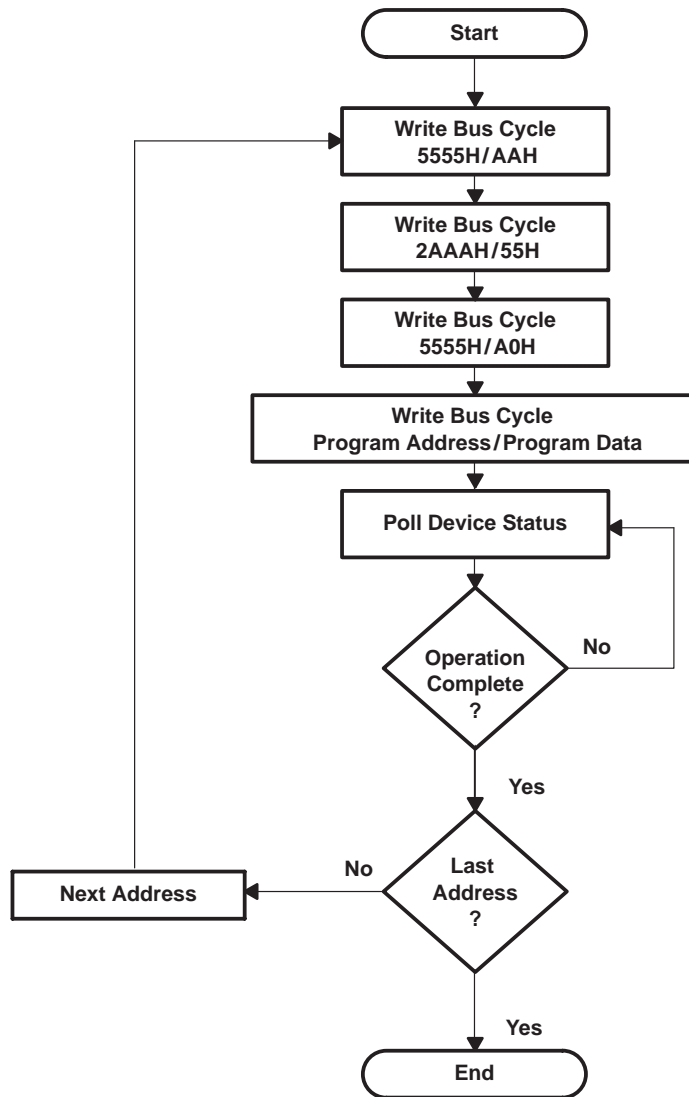 Start
Write Bus Cycle
5555H/AAH
Write Bus Cycle
2AAAH/55H
Write Bus Cycle
5555H/A0H
Write Bus Cycle
Program Address/Program Data
Poll Device Status
Operation
Complete
?
No
Yes
Last
Address
?
No
Next Address
Yes
End